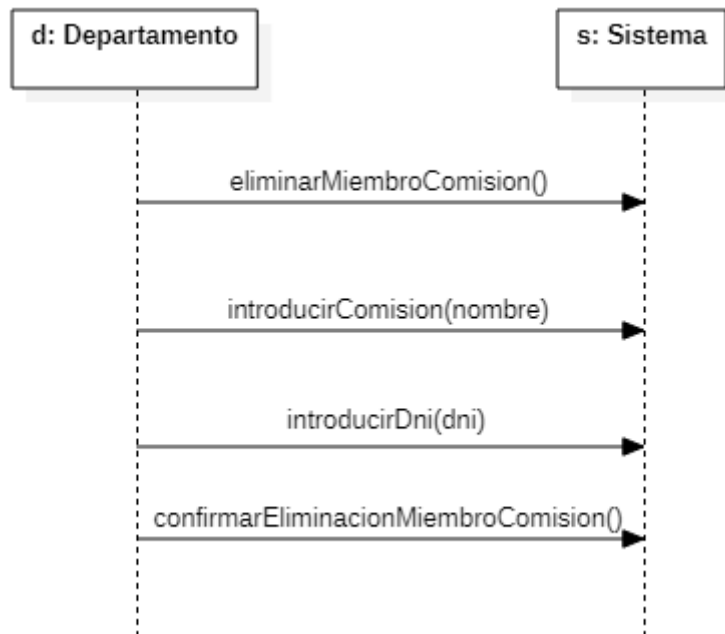 d: Departamento
s: Sistema
eliminarMiembroComision()
introducirComision(nombre)
introducirDni(dni)
confirmarEliminacionMiembroComision()